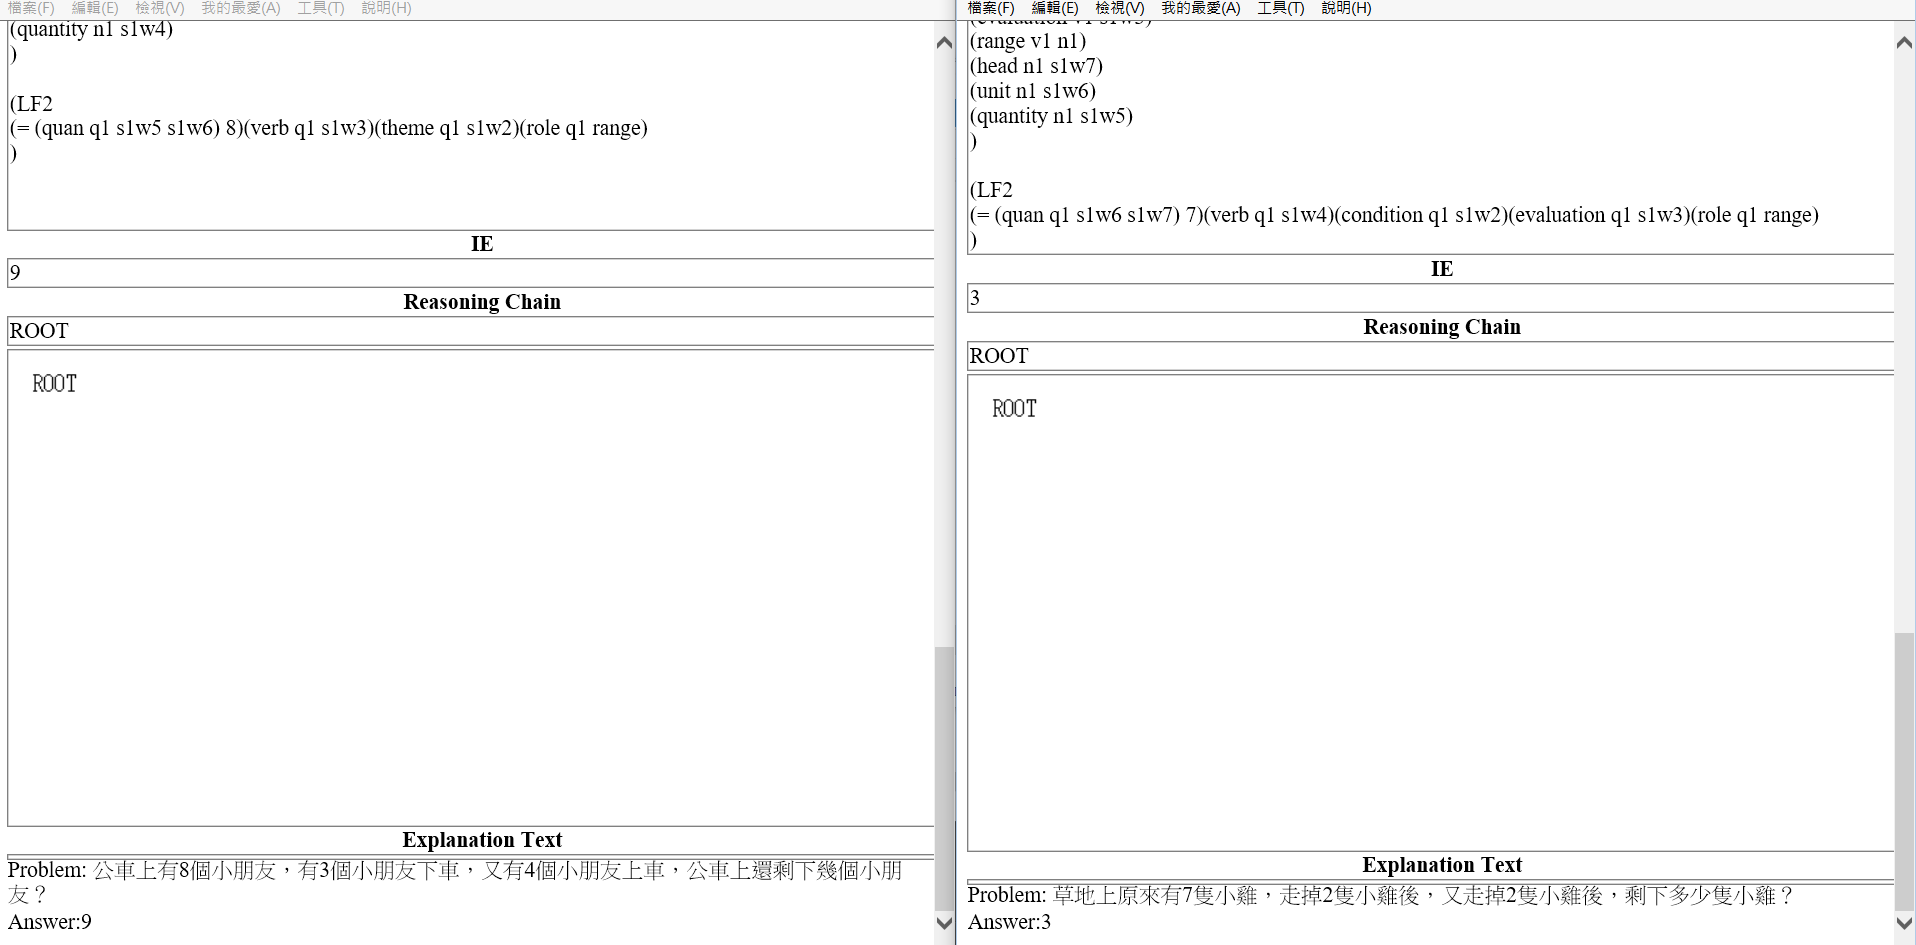 檔案(F) 編輯(E) 檢視(V) 我的最愛(A) 工具(T) 說明(H)
(quantity n1 s1w4)
)
(LF2
(= (quan q1 s1w5 s1w6) 8)(verb q1 s1w3)(theme q1 s1w2)(role q1 range)
)
IE
9
Reasoning Chain
ROOT
ROOT
Explanation Text
Problem: 公車上有8個小朋友，有3個小朋友下車，又有4個小朋友上車，公車上還剩下幾個小朋
友？
Answer:9
檔案(F) 編輯(E) 檢視(V) 我的最愛(A) 工具(T) 說明(H)
(evaluation v1 s1w3)
(range v1 n1)
(head n1 s1w7)
(unit n1 s1w6)
(quantity n1 s1w5)
)
(LF2
(= (quan q1 s1w6 s1w7) 7)(verb q1 s1w4)(condition q1 s1w2)(evaluation q1 s1w3)(role q1 range)
)
IE
3
Reasoning Chain
ROOT
ROOT
Explanation Text
Problem: 草地上原來有7隻小雞，走掉2隻小雞後，又走掉2隻小雞後，剩下多少隻小雞？
Answer:3